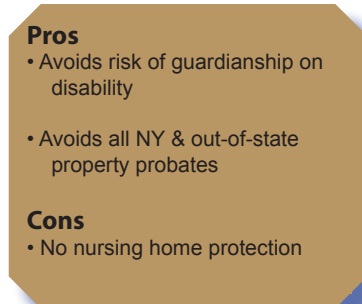 Pros
• Avoids risk of guardianship on
disability
• Avoids all NY & out-of-state
property probates
Cons
• No nursing home protection